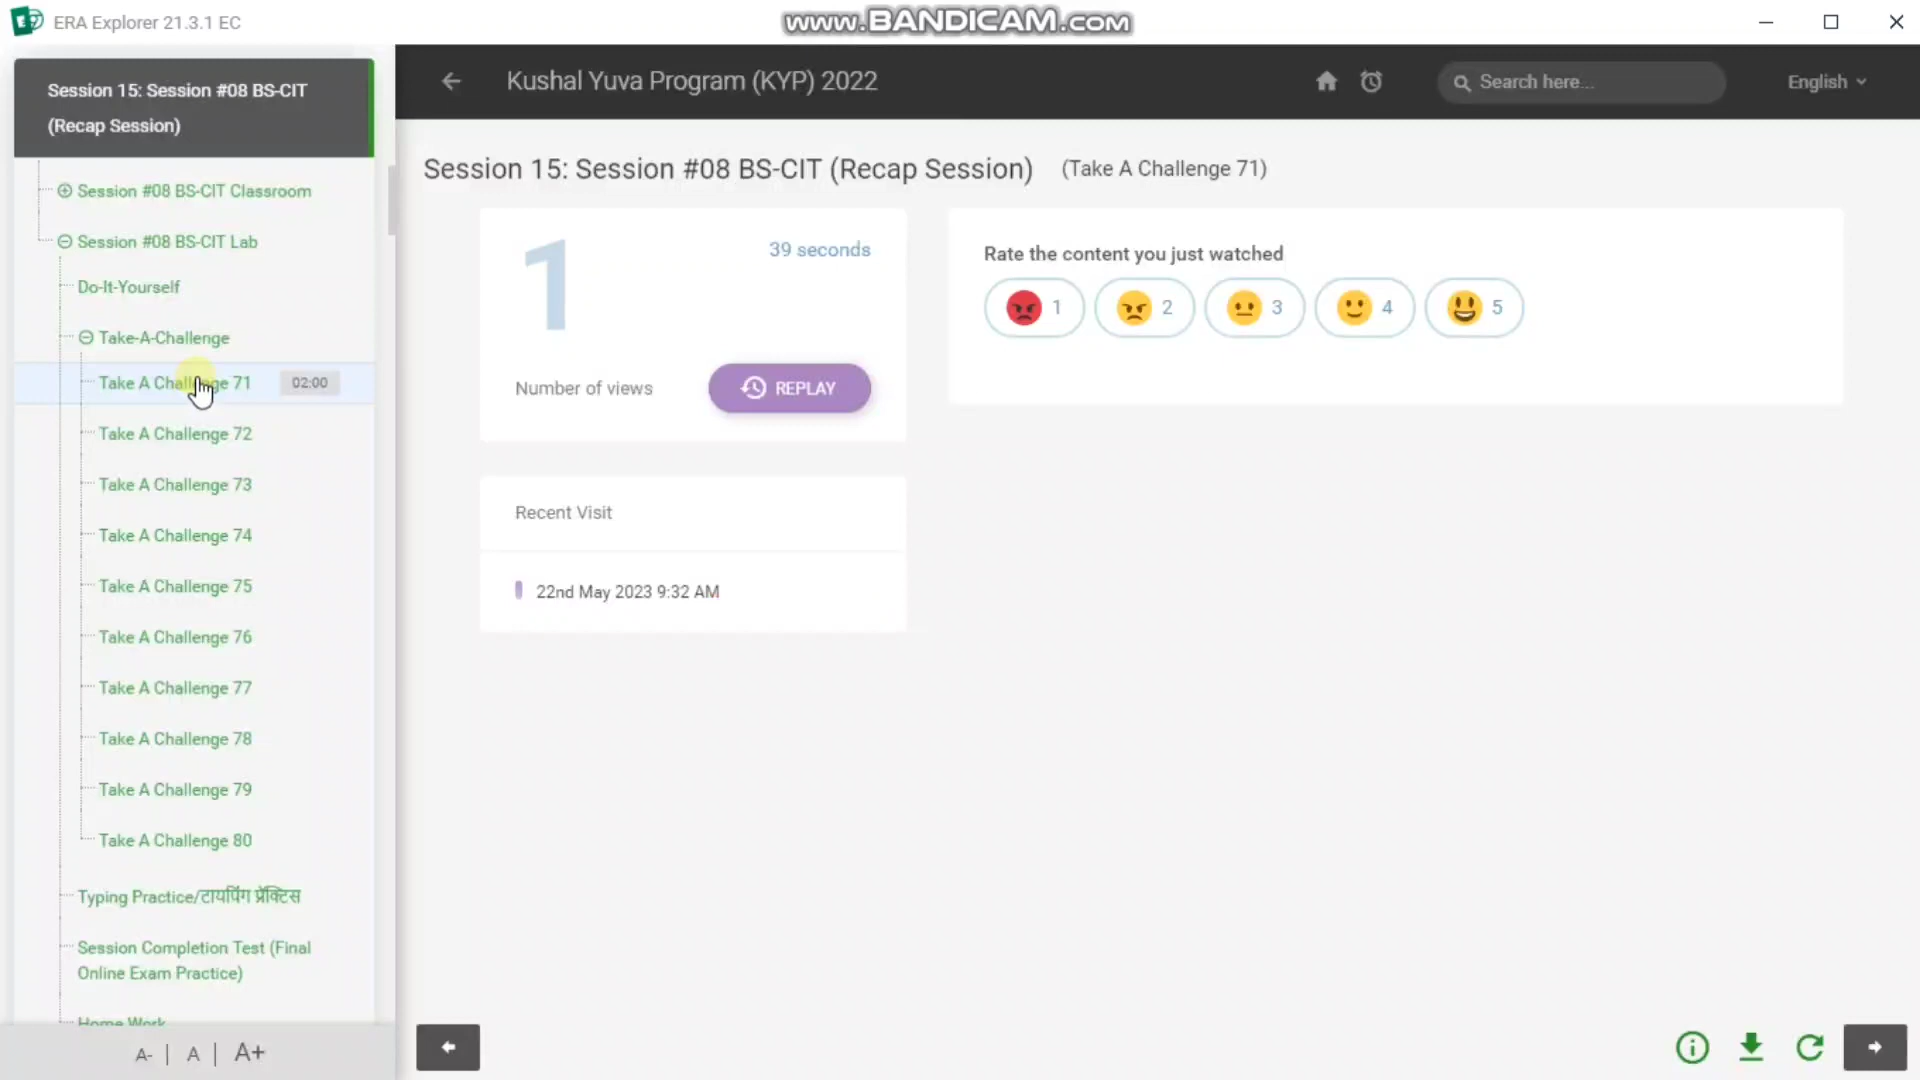 ERA Explorer 21.3.1 EC
www.BANDICAM.com
Session 15: Session #08 BS-CIT
(Recap Session)
Kushal Yuva Program (KYP) 2022
Search here...
English
Session #08 BS-CIT Classroom
Session #08 BS-CIT Lab
Do-It-Yourself
Take-A-Challenge
Take A Challenge 71
02:00
Take A Challenge 72
Take A Challenge 73
Take A Challenge 74
Take A Challenge 75
Take A Challenge 76
Take A Challenge 77
Take A Challenge 78
Take A Challenge 79
Take A Challenge 80
Typing Practice/टायपिंग प्रॅक्टिस
Session Completion Test (Final
Online Exam Practice)
Home Work
A- | A | A+
Session 15: Session #08 BS-CIT (Recap Session) (Take A Challenge 71)
1
39 seconds
Number of views
REPLAY
Recent Visit
22nd May 2023 9:32 AM
Rate the content you just watched
1 2 3 4 5